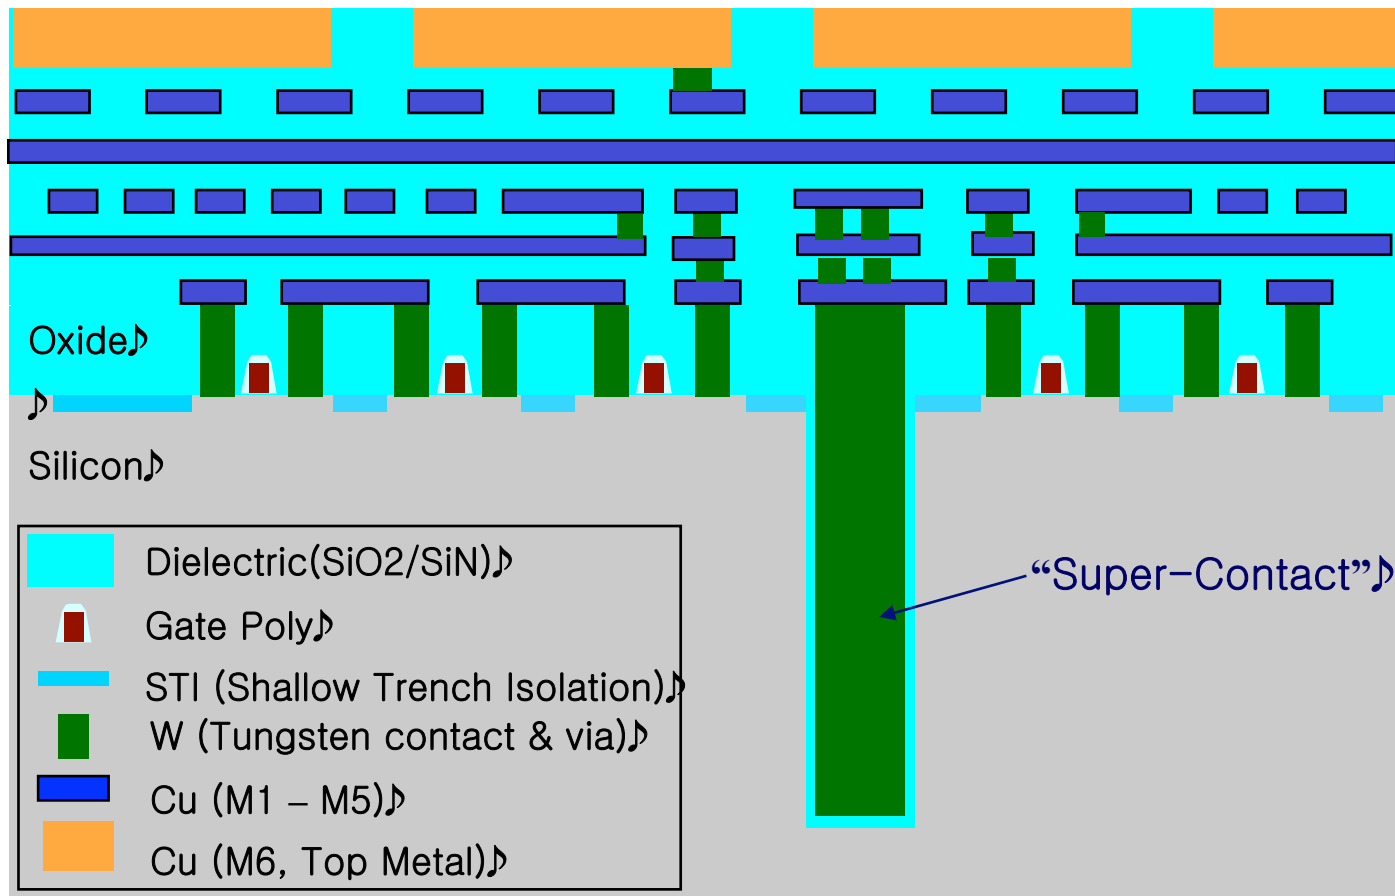 Oxide♪
♪
Silicon♪
Dielectric(SiO2/SiN)♪
“Super-Contact”♪
Gate Poly♪
STI (Shallow Trench Isolation)♪
W (Tungsten contact & via)♪
Cu (M1 – M5)♪
Cu (M6, Top Metal)♪